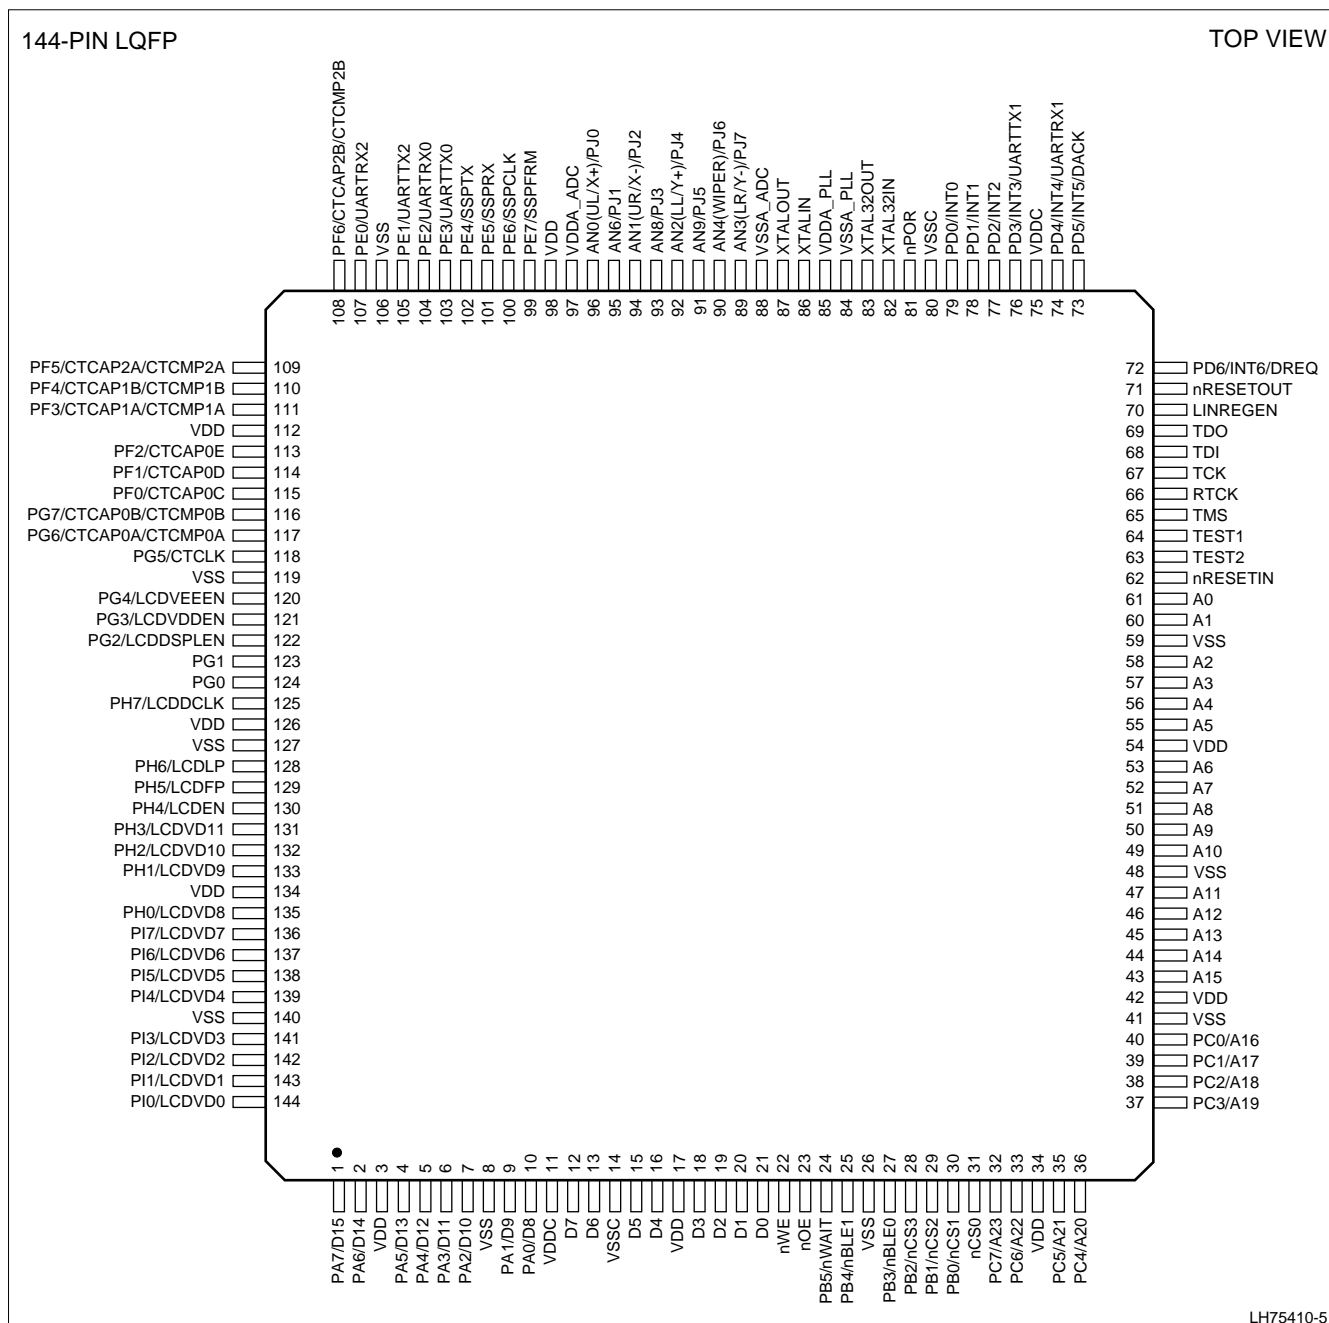 144-PIN LQFP
TOP VIEW
PF6/CTCAP2B/CTCMP2B
PE0/UARTRX2
VSS
PE1/UARTTX2
PE2/UARTRX0
PE3/UARTTX0
PE4/SSPTX
PE5/SSPRX
PE6/SSPCLK
PE7/SSPFRM
VDD
VDDA_ADC
AN0(UL/X+)/PJ0
AN6/PJ1
AN1(UR/X-)/PJ2
AN8/PJ3
AN2(LL/Y+)/PJ4
AN9/PJ5
AN4(WIPER)/PJ6
AN3(LR/Y-)/PJ7
VSSA_ADC
XTALOUT
XTALIN
VDDA_PLL
VSSA_PLL
XTAL32OUT
XTAL32IN
nPOR
VSSC
PD0/INT0
PD1/INT1
PD2/INT2
PD3/INT3/UARTTX1
VDDC
PD4/INT4/UARTRX1
PD5/INT5/DACK
108
107
106
105
104
103
102
101
100
99
98
97
96
95
94
93
92
91
90
89
88
87
86
85
84
83
82
81
80
79
78
77
76
75
74
73
PF5/CTCAP2A/CTCMP2A 109
PF4/CTCAP1B/CTCMP1B 110
PF3/CTCAP1A/CTCMP1A 111
VDD 112
PF2/CTCAP0E 113
PF1/CTCAP0D 114
PF0/CTCAP0C 115
PG7/CTCAP0B/CTCMP0B 116
PG6/CTCAP0A/CTCMP0A 117
PG5/CTCLK 118
VSS 119
PG4/LCDVEEEN 120
PG3/LCDVDDEN 121
PG2/LCDDSPLEN 122
PG1 123
PG0 124
PH7/LCDDCLK 125
VDD 126
VSS 127
PH6/LCDLP 128
PH5/LCDFP 129
PH4/LCDEN 130
PH3/LCDVD11 131
PH2/LCDVD10 132
PH1/LCDVD9 133
VDD 134
PH0/LCDVD8 135
PI7/LCDVD7 136
PI6/LCDVD6 137
PI5/LCDVD5 138
PI4/LCDVD4 139
VSS 140
PI3/LCDVD3 141
PI2/LCDVD2 142
PI1/LCDVD1 143
PI0/LCDVD0 144
72 PD6/INT6/DREQ
71 nRESETOUT
70 LINREGEN
69 TDO
68 TDI
67 TCK
66 RTCK
65 TMS
64 TEST1
63 TEST2
62 nRESETIN
61 A0
60 A1
59 VSS
58 A2
57 A3
56 A4
55 A5
54 VDD
53 A6
52 A7
51 A8
50 A9
49 A10
48 VSS
47 A11
46 A12
45 A13
44 A14
43 A15
42 VDD
41 VSS
40 PC0/A16
39 PC1/A17
38 PC2/A18
37 PC3/A19
1
2
3
4
5
6
7
8
9
10
11
12
13
14
15
16
17
18
19
20
21
22
23
24
25
26
27
28
29
30
31
32
33
34
35
36
PA7/D15
PA6/D14
VDD
PA5/D13
PA4/D12
PA3/D11
PA2/D10
VSS
PA1/D9
PA0/D8
VDDC
D7
D6
VSSC
D5
D4
VDD
D3
D2
D1
D0
nWE
nOE
PB5/nWAIT
PB4/nBLE1
VSS
PB3/nBLE0
PB2/nCS3
PB1/nCS2
PB0/nCS1
nCS0
PC7/A23
PC6/A22
VDD
PC5/A21
PC4/A20
LH75410-5